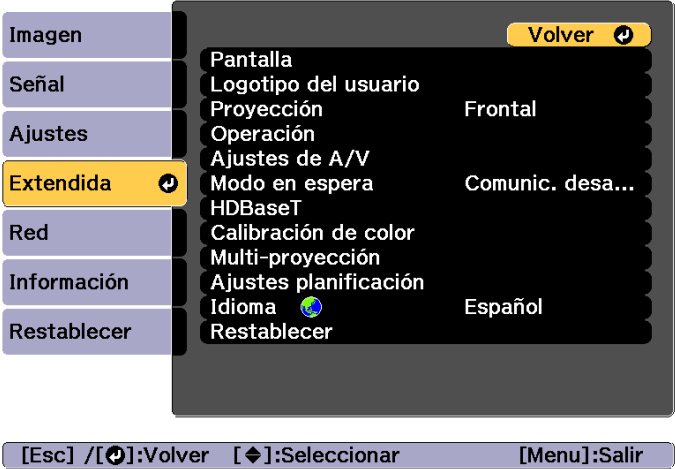 Imagen
Señal
Ajustes
Extendida
Red
Información
Restablecer
Volver
Pantalla
Logotipo del usuario
Proyección Frontal
Operación
Ajustes de A/V
Modo en espera Comunic. desa...
HDBaseT
Calibración de color
Multi-proyección
Ajustes planificación
Idioma Español
Restablecer
[Esc] /[]:Volver [◆]:Seleccionar [Menu]:Salir